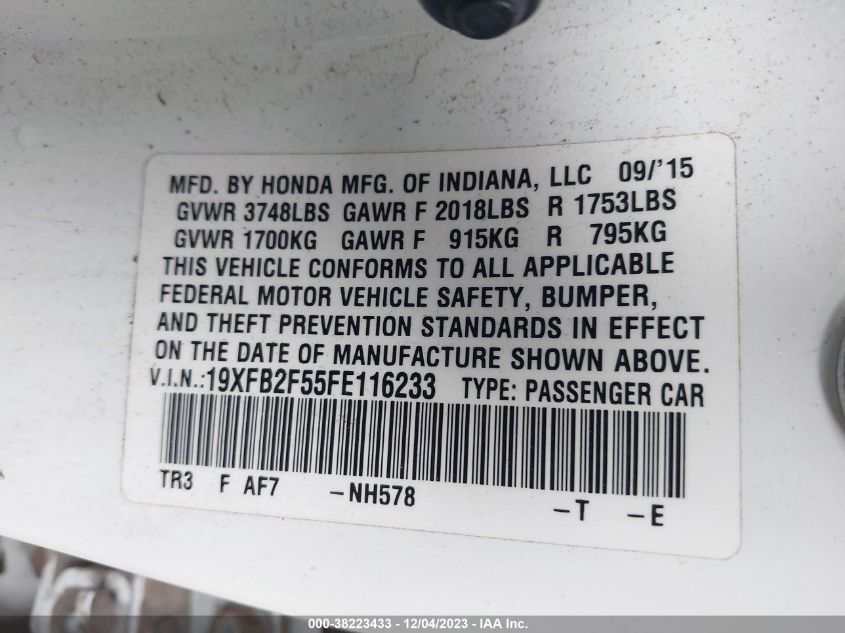 MFD. BY HONDA MFG. OF INDIANA, LLC 09/'15
GVWR 3748LBS GAWR F 2018LBS R 1753LBS
GVWR 1700KG GAWR F 915KG R 795KG
THIS VEHICLE CONFORMS TO ALL APPLICABLE
FEDERAL MOTOR VEHICLE SAFETY, BUMPER,
AND THEFT PREVENTION STANDARDS IN EFFECT
ON THE DATE OF MANUFACTURE SHOWN ABOVE.
V.I.N.:19XFB2F55FE116233 TYPE: PASSENGER CAR
TR3 F AF7 -NH578 -T -E
000-38223433 - 12/04/2023 - IAA Inc.